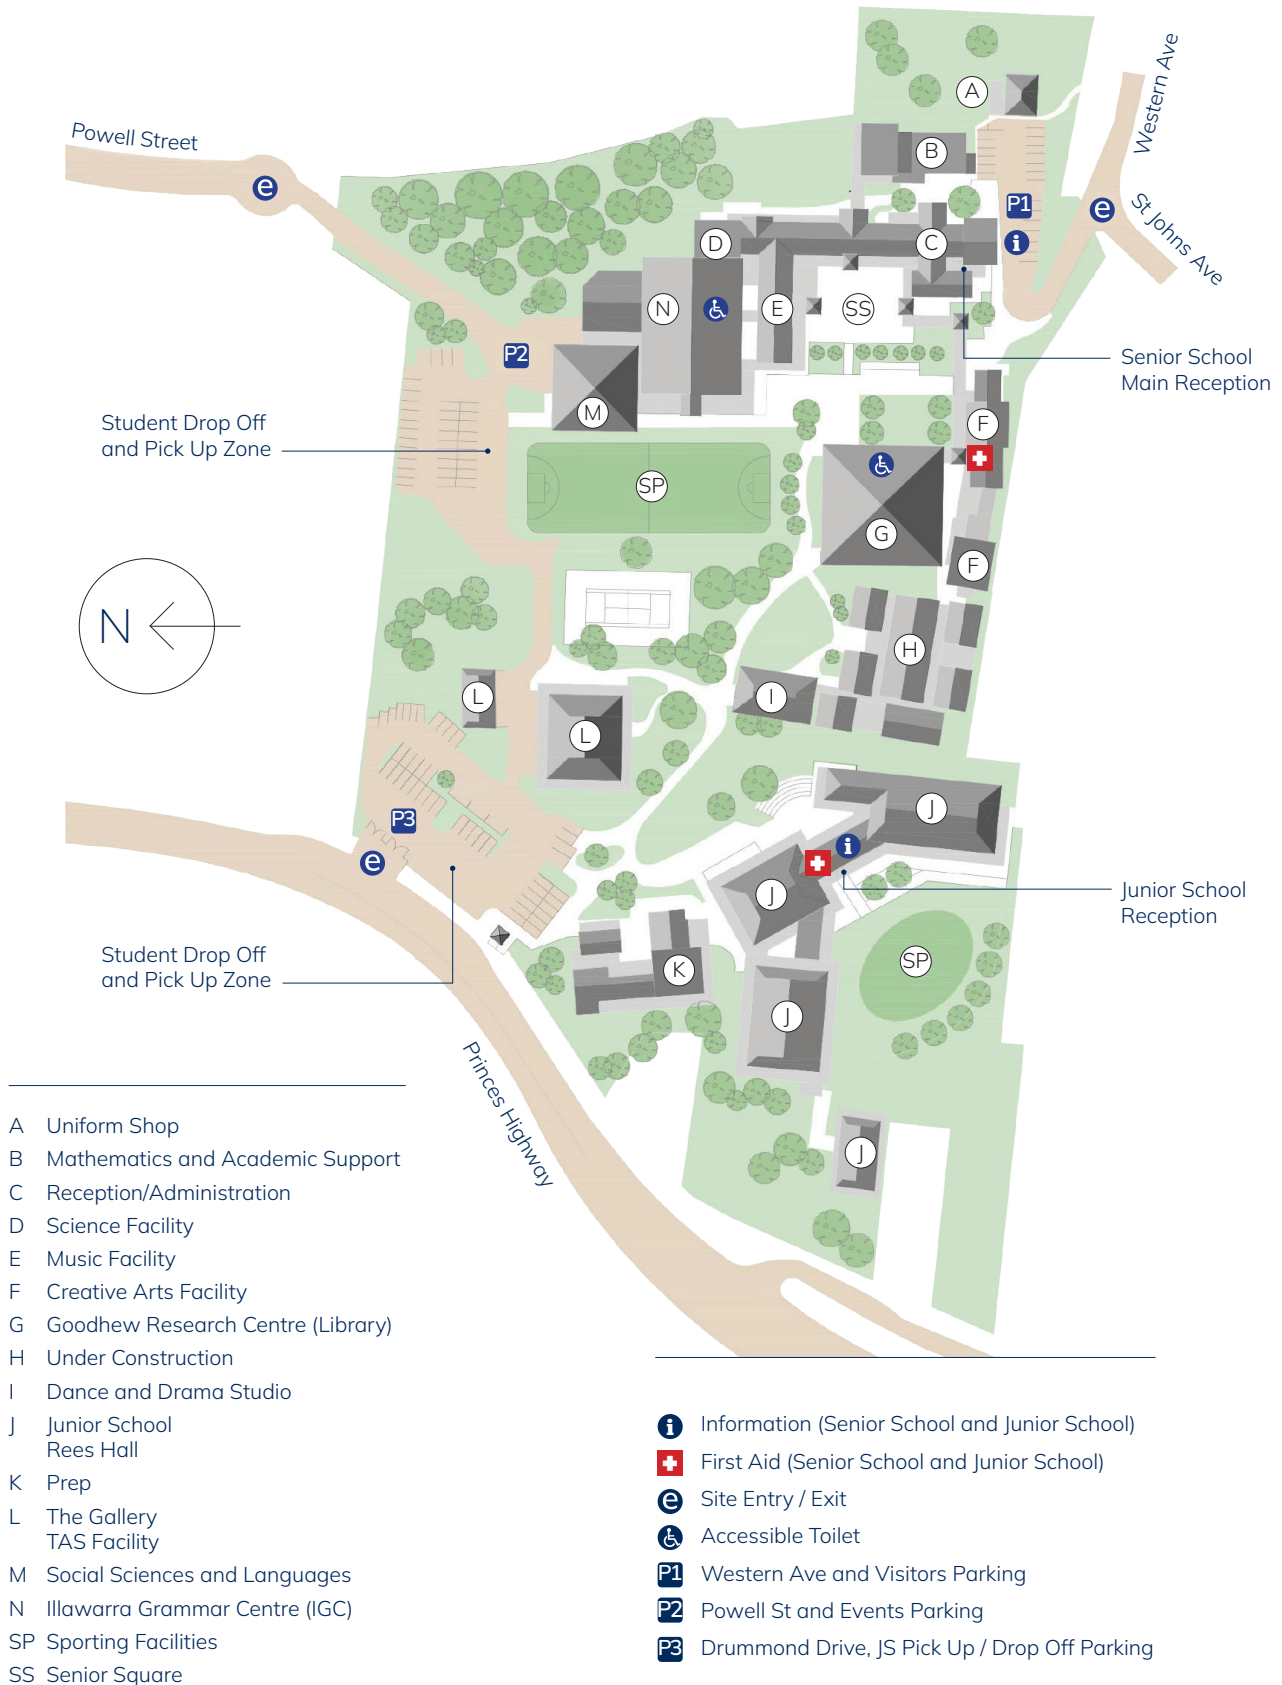 Western Ave
A
Powell Street
B
e
P1
e
St Johns Ave
D
C
i
N
E
SS
P2
Senior School
Main Reception
M
Student Drop Off
and Pick Up Zone
F
SP
G
F
N
H
L
I
L
J
P3
i
e
J
Junior School
Reception
Student Drop Off
and Pick Up Zone
K
SP
J
Princes Highway
J
A Uniform Shop
B Mathematics and Academic Support
C Reception/Administration
D Science Facility
E Music Facility
F Creative Arts Facility
G Goodhew Research Centre (Library)
H Under Construction
I Dance and Drama Studio
J Junior School
Rees Hall
K Prep
L The Gallery
TAS Facility
M Social Sciences and Languages
N Illawarra Grammar Centre (IGC)
SP Sporting Facilities
SS Senior Square
i Information (Senior School and Junior School)
First Aid (Senior School and Junior School)
e Site Entry / Exit
Accessible Toilet
P1 Western Ave and Visitors Parking
P2 Powell St and Events Parking
P3 Drummond Drive, JS Pick Up / Drop Off Parking